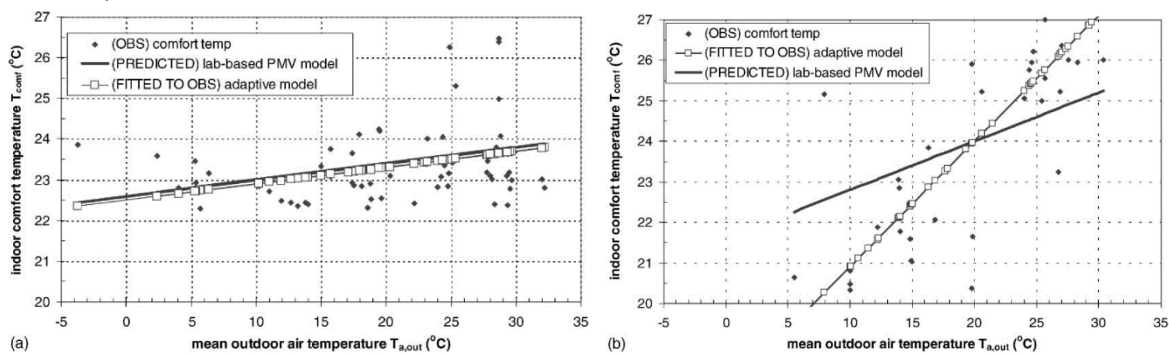 27
26
25
24
23
22
21
20
indoor comfort temperature Tcomf (°C)
(OBS) comfort temp
(PREDICTED) lab-based PMV model
(FITTED TO OBS) adaptive model
-5 0 5 10 15 20 25 30 35
(a) mean outdoor air temperature Ta,out (°C)
27
26
25
24
23
22
21
20
indoor comfort temperature Tcomf (°C)
(OBS) comfort temp
(FITTED TO OBS) adaptive model
(PREDICTED) lab-based PMV model
-5 0 5 10 15 20 25 30 35
(b) mean outdoor air temperature Ta,out (°C)